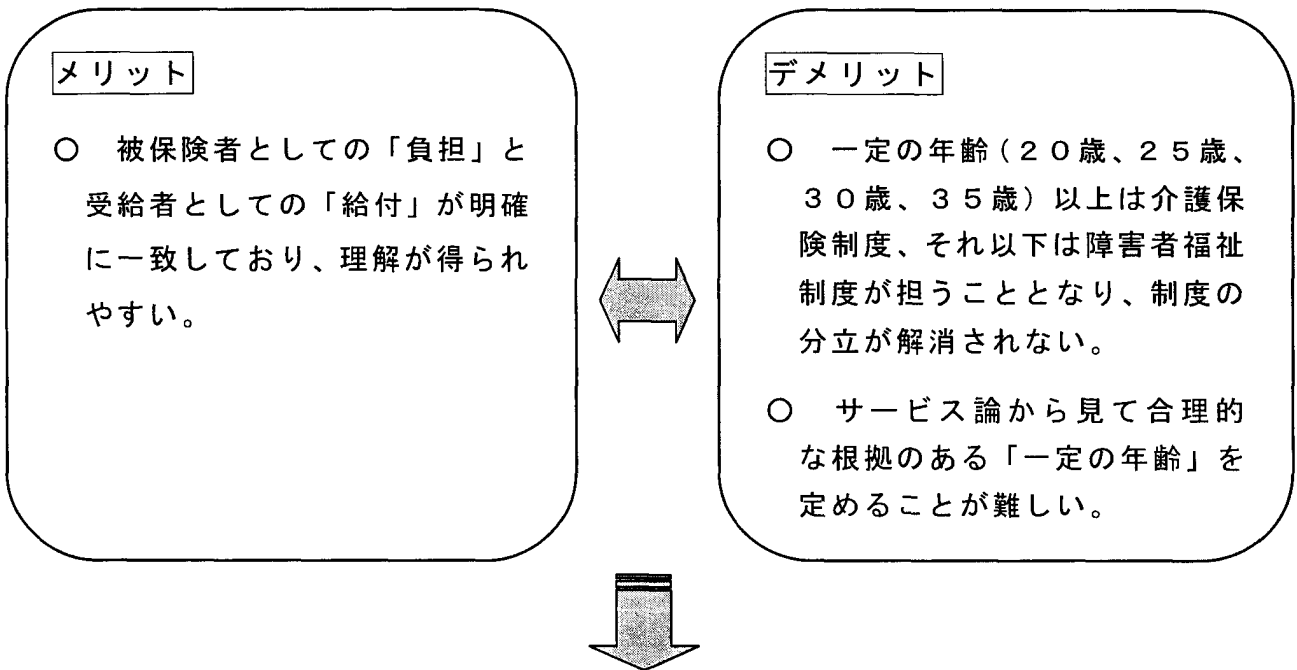 メリット
○ 被保険者としての「負担」と
受給者としての「給付」が明確
に一致しており、理解が得られ
やすい。
デメリット
○ 一定の年齢(20歳、25歳、
30歳、35歳)以上は介護保
険制度、それ以下は障害者福祉
制度が担うこととなり、制度の
分立が解消されない。
○ サービス論から見て合理的
な根拠のある「一定の年齢」を
定めることが難しい。